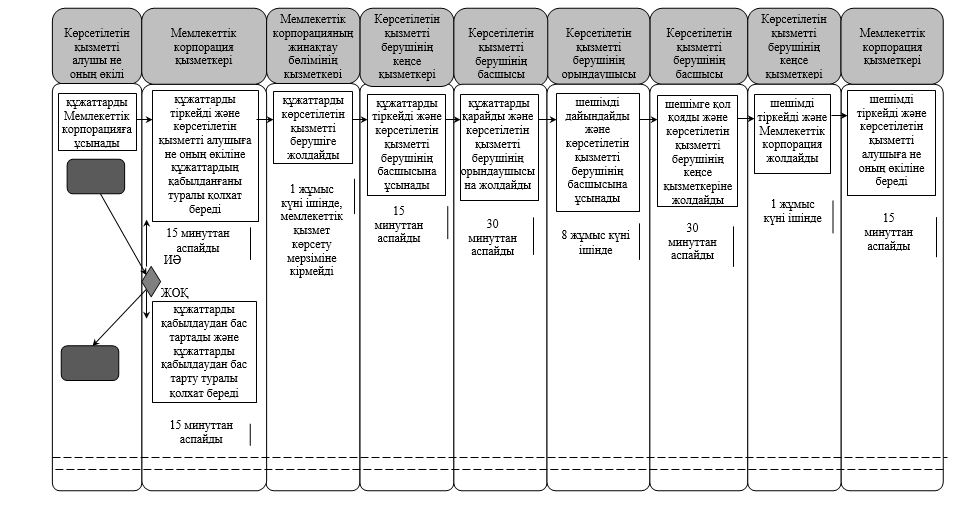 Көрсетілетін
қызметті
алушы не
оның өкілі
Мемлекеттік
корпорация
қызметкері
Мемлекеттік
корпорацияның
жинақтау
бөлімінің
қызметкері
Көрсетілетін
қызметті
берушінің
кеңсе
қызметкері
Көрсетілетін
қызметті
берушінің
басшысы
Көрсетілетін
қызметті
берушінің
орындаушысы
Көрсетілетін
қызметті
берушінің
басшысы
Көрсетілетін
қызметті
берушінің
кеңсе
қызметкері
Мемлекеттік
корпорация
қызметкері
құжаттарды
Мемлекеттік
корпорацияға
ұсынады
құжаттарды
тіркейді және
көрсетілетін
қызметті алушыға
не оның өкіліне
құжаттардың
қабылданғаны
туралы қолхат
береді
15 минуттан
аспайды
ИӘ
ЖОҚ
құжаттарды
қабылдаудан бас
тартады және
құжаттарды
қабылдаудан бас
тарту туралы
қолхат береді
15 минуттан
аспайды
құжаттарды
көрсетілетін
қызметті
берушіге
жолдайды
1 жұмыс
күні ішінде,
мемлекеттік
қызмет
көрсету
мерзіміне
кірмейді
құжаттарды
тіркейді және
көрсетілетін
қызметті
берушінің
басшысына
ұсынады
15
минуттан
аспайды
құжаттарды
қарайды және
көрсетілетін
қызметті
берушінің
орындаушысы
на жолдайды
30
минуттан
аспайды
шешімді
дайындайды
және
көрсетілетін
қызметті
берушінің
басшысына
ұсынады
8 жұмыс күні
ішінде
шешімге қол
қояды және
көрсетілетін
қызметті
берушінің
кеңсе
қызметкеріне
жолдайды
30
минуттан
аспайды
шешімді
тіркейді және
Мемлекеттік
корпорация
жолдайды
1 жұмыс
күні ішінде
шешімді
тіркейді және
көрсетілетін
қызметті
алушыға не
оның өкіліне
береді
15
минуттан
аспайды